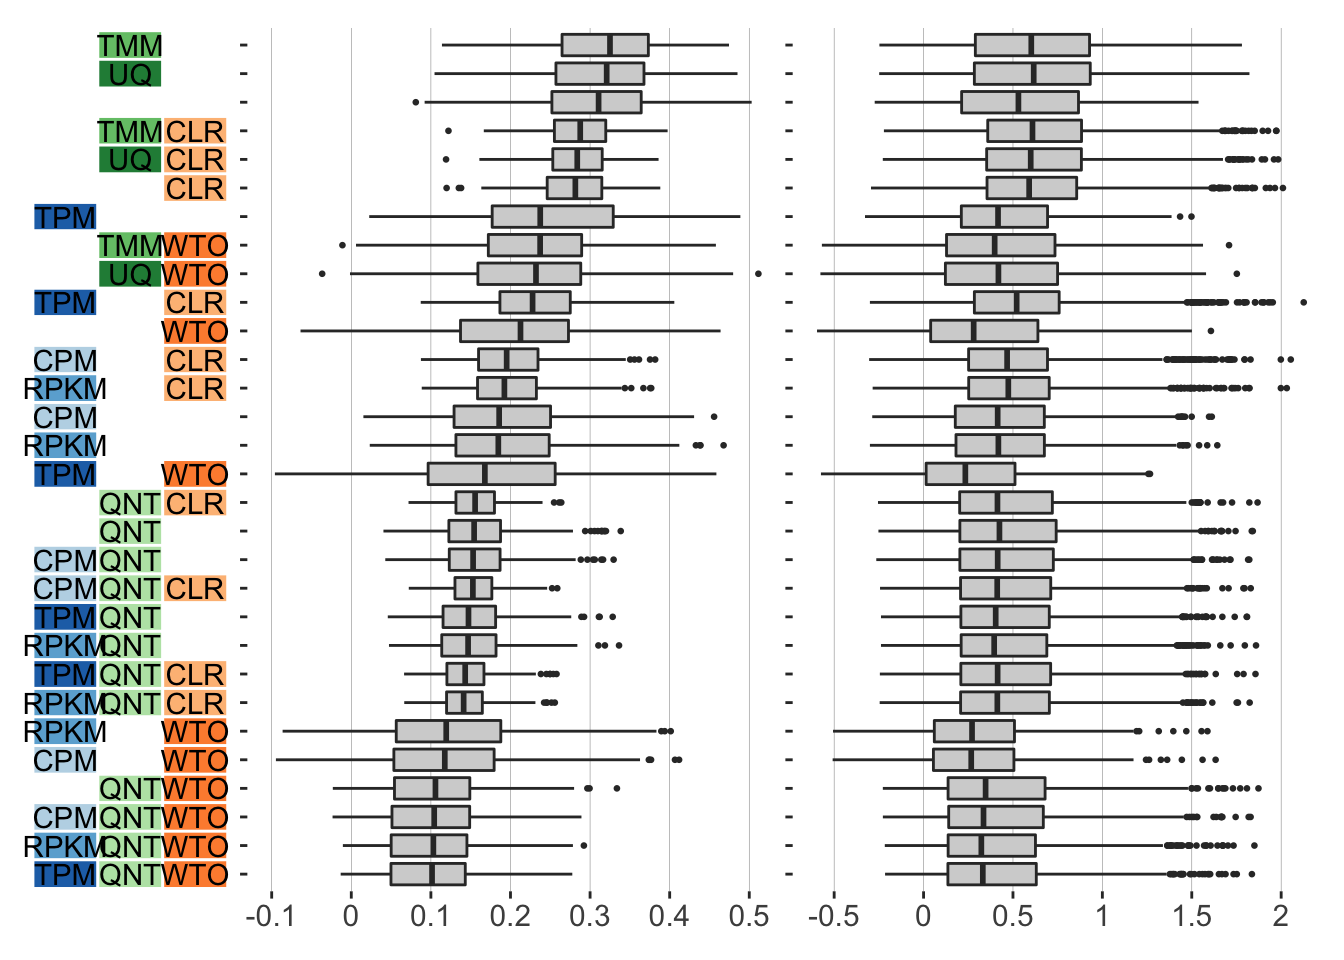 TMM
UQ
TMM CLR
UQ CLR
CLR
TPM
TMM WTO
UQ WTO
TPM CLR
WTO
CPM CLR
RPKM CLR
CPM
RPKM
TPM WTO
QNT CLR
QNT
CPM QNT
CPM QNT CLR
TPM QNT
RPKM QNT
TPM QNT CLR
RPKM QNT CLR
RPKM WTO
CPM WTO
QNT WTO
CPM QNT WTO
RPKM QNT WTO
TPM QNT WTO
-0.1 0 0.1 0.2 0.3 0.4 0.5 -0.5 0 0.5 1 1.5 2